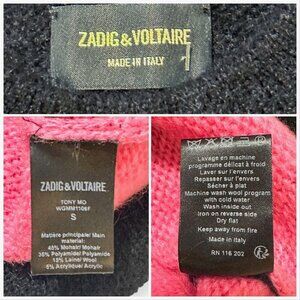 ZADIG&VOLTAIRE
MADE IN ITALY
ZADIG&VOLTAIRE
TONY MO
S
Matière principale/ Main
material:
40% Mohair/ Mohair
35% Polyamide/ Polyamide
15% Laine/ Wool
5% Acrylique/ Acrylic
Lavage en machine
programme délicat à froid
Laver sur l'envers
Repasser sur l'envers
Sécher à plat
Machine wash wool program
with cold water
Wash inside out
Iron on reverse side
Dry flat
Keep away from fire
Made in Italy
RN 116 202